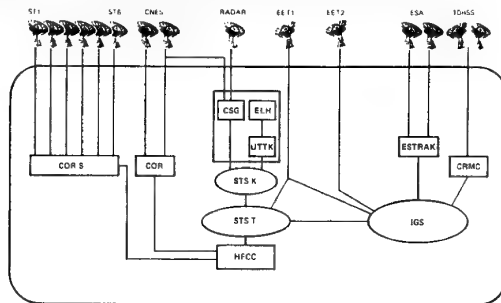 ST1 ST6 CNES RADAR EET1 EET2 ESA TDRSS
CSG ELH
UTTK
COR S COR ESTRAK CRMC
STS K
STS T IGS
HFCC